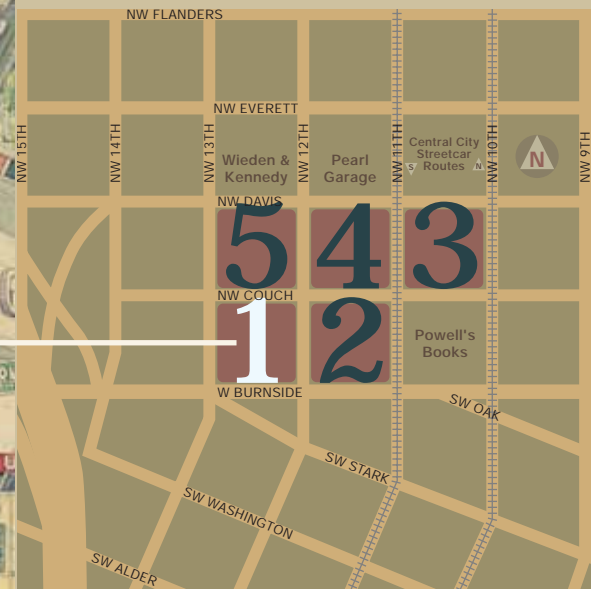 NW FLANDERS
NW EVERETT
NW 15TH
NW 14TH
NW 13TH
NW 12TH
NW 11TH
NW 10TH
NW 9TH
Wieden &
Kennedy
Pearl
Garage
Central City
Streetcar
Routes
S
N
N
NW DAVIS
5
4
3
NW COUCH
1
2
Powell's
Books
W BURNSIDE
SW OAK
SW STARK
SW WASHINGTON
SW ALDER